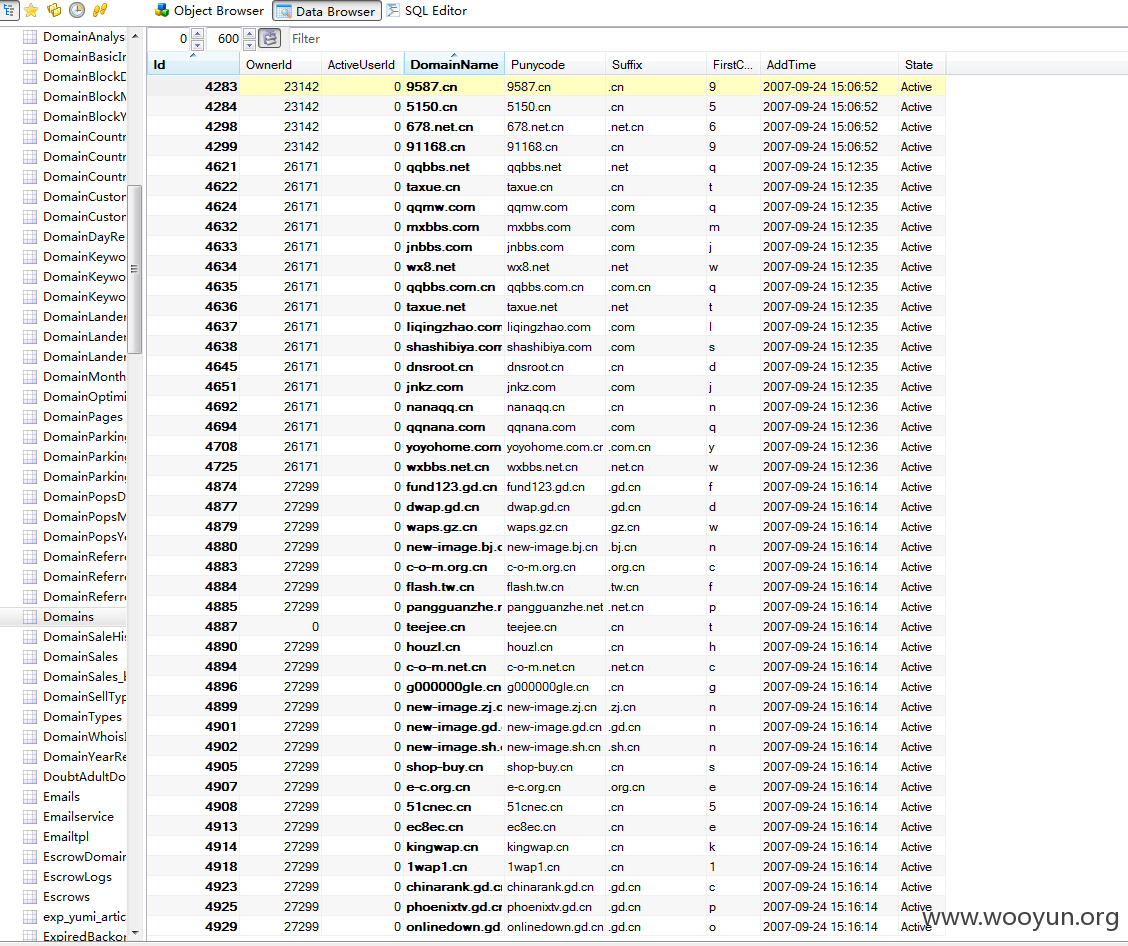 Object Browser Data Browser SQL Editor
0 600 Filter
Id OwnerId ActiveUserId DomainName Punycode Suffix FirstC... AddTime State
DomainAnalys
DomainBasicIn
DomainBlockD
DomainBlockM
DomainBlockY
DomainCountr
DomainCountr
DomainCountr
DomainCustor
DomainCustor
DomainDayRe
DomainKeywo
DomainKeywo
DomainKeywo
DomainLander
DomainLander
DomainLander
DomainMonth
DomainOptimi
DomainPages
DomainParking
DomainParking
DomainParking
DomainPopsD
DomainPopsM
DomainPopsYe
DomainReferre
DomainReferre
DomainReferre
Domains
DomainSaleHis
DomainSales
DomainSales_b
DomainSellTyp
DomainTypes
DomainWhoisI
DomainYearRe
DoubtAdultDo
Emails
Emailservice
Emailtpl
EscrowDomair
EscrowLogs
Escrows
exp_yumi_artic
ExpiredBackor
4283 23142 0 9587.cn 9587.cn .cn 9 2007-09-24 15:06:52 Active
4284 23142 0 5150.cn 5150.cn .cn 5 2007-09-24 15:06:52 Active
4298 23142 0 678.net.cn 678.net.cn .net.cn 6 2007-09-24 15:06:52 Active
4299 23142 0 91168.cn 91168.cn .cn 9 2007-09-24 15:06:52 Active
4621 26171 0 qqbbs.net qqbbs.net .net q 2007-09-24 15:12:35 Active
4622 26171 0 taxue.cn taxue.cn .cn t 2007-09-24 15:12:35 Active
4624 26171 0 qqmw.com qqmw.com .com q 2007-09-24 15:12:35 Active
4632 26171 0 mxbbs.com mxbbs.com .com m 2007-09-24 15:12:35 Active
4633 26171 0 jnbbs.com jnbbs.com .com j 2007-09-24 15:12:35 Active
4634 26171 0 wx8.net wx8.net .net w 2007-09-24 15:12:35 Active
4635 26171 0 qqbbs.com.cn qqbbs.com.cn .com.cn q 2007-09-24 15:12:35 Active
4636 26171 0 taxue.net taxue.net .net t 2007-09-24 15:12:35 Active
4637 26171 0 liqingzhao.com liqingzhao.com .com l 2007-09-24 15:12:35 Active
4638 26171 0 shashibiya.com shashibiya.com .com s 2007-09-24 15:12:35 Active
4645 26171 0 dnsroot.cn dnsroot.cn .cn d 2007-09-24 15:12:35 Active
4651 26171 0 jnkz.com jnkz.com .com j 2007-09-24 15:12:35 Active
4692 26171 0 nanaqq.cn nanaqq.cn .cn n 2007-09-24 15:12:36 Active
4694 26171 0 qqnana.com qqnana.com .com q 2007-09-24 15:12:36 Active
4708 26171 0 yoyohome.com yoyohome.com.cr .com.cn y 2007-09-24 15:12:36 Active
4725 26171 0 wxbbs.net.cn wxbbs.net.cn .net.cn w 2007-09-24 15:12:36 Active
4874 27299 0 fund123.gd.cn fund123.gd.cn .gd.cn f 2007-09-24 15:16:14 Active
4877 27299 0 dwap.gd.cn dwap.gd.cn .gd.cn d 2007-09-24 15:16:14 Active
4879 27299 0 waps.gz.cn waps.gz.cn .gz.cn w 2007-09-24 15:16:14 Active
4880 27299 0 new-image.bj.c new-image.bj.cn .bj.cn n 2007-09-24 15:16:14 Active
4883 27299 0 c-o-m.org.cn c-o-m.org.cn .org.cn c 2007-09-24 15:16:14 Active
4884 27299 0 flash.tw.cn flash.tw.cn .tw.cn f 2007-09-24 15:16:14 Active
4885 27299 0 pangguanzhe.r pangguanzhe.net .net.cn p 2007-09-24 15:16:14 Active
4887 0 0 teejee.cn teejee.cn .cn t 2007-09-24 15:16:14 Active
4890 27299 0 houzl.cn houzl.cn .cn h 2007-09-24 15:16:14 Active
4894 27299 0 c-o-m.net.cn c-o-m.net.cn .net.cn c 2007-09-24 15:16:14 Active
4896 27299 0 g000000gle.cn g000000gle.cn .cn g 2007-09-24 15:16:14 Active
4899 27299 0 new-image.zj.c new-image.zj.cn .zj.cn n 2007-09-24 15:16:14 Active
4901 27299 0 new-image.gd. new-image.gd.cn .gd.cn n 2007-09-24 15:16:14 Active
4902 27299 0 new-image.sh. new-image.sh.cn .sh.cn n 2007-09-24 15:16:14 Active
4905 27299 0 shop-buy.cn shop-buy.cn .cn s 2007-09-24 15:16:14 Active
4907 27299 0 e-c.org.cn e-c.org.cn .org.cn e 2007-09-24 15:16:14 Active
4908 27299 0 51cnec.cn 51cnec.cn .cn 5 2007-09-24 15:16:14 Active
4913 27299 0 ec8ec.cn ec8ec.cn .cn e 2007-09-24 15:16:14 Active
4914 27299 0 kingwap.cn kingwap.cn .cn k 2007-09-24 15:16:14 Active
4918 27299 0 1wap1.cn 1wap1.cn .cn 1 2007-09-24 15:16:14 Active
4923 27299 0 chinarank.gd.c chinarank.gd.cn .gd.cn c 2007-09-24 15:16:14 Active
4925 27299 0 phoenixtv.gd.cr phoenixtv.gd.cn .gd.cn p 2007-09-24 15:16:14 Active
4929 27299 0 onlinedown.gd. onlinedown.gd.cn .gd.cn o 2007-09-24 15:16:14 Active
www.wooyun.org